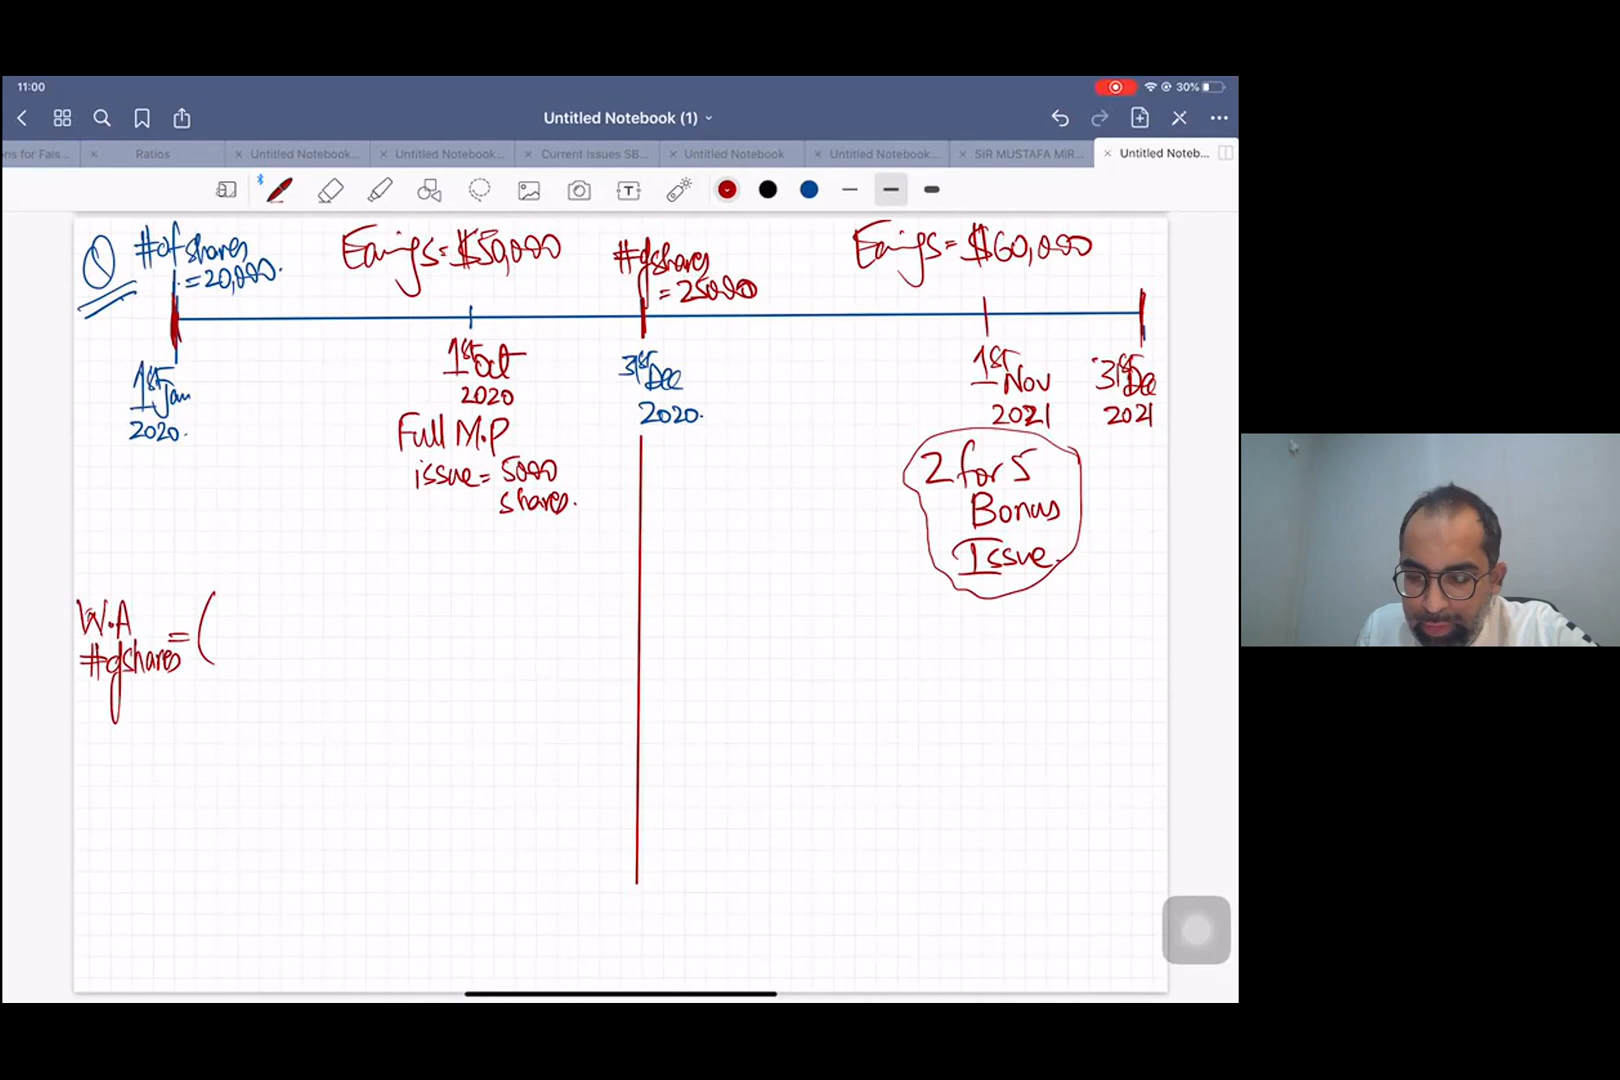 11:00
30%
Untitled Notebook (1)
ns for Fais...
Ratios
Untitled Notebook...
Untitled Notebook...
Current issues SB...
Untitled Notebook
Untitled Notebook...
SIR MUSTAFA MIR...
Untitled Noteb...
Q
# of shares
= 20,000.
Earnings = $50,000
# of shares
= 25000
Earnings = $60,000
1st Jan
2020.
1st Oct
2020
Full M.P
issue = 5000
shares.
31st Dec
2020.
1st Nov
2021
31st Dec
2021
2 for 5
Bonus
Issue.
W.A
# of shares = (